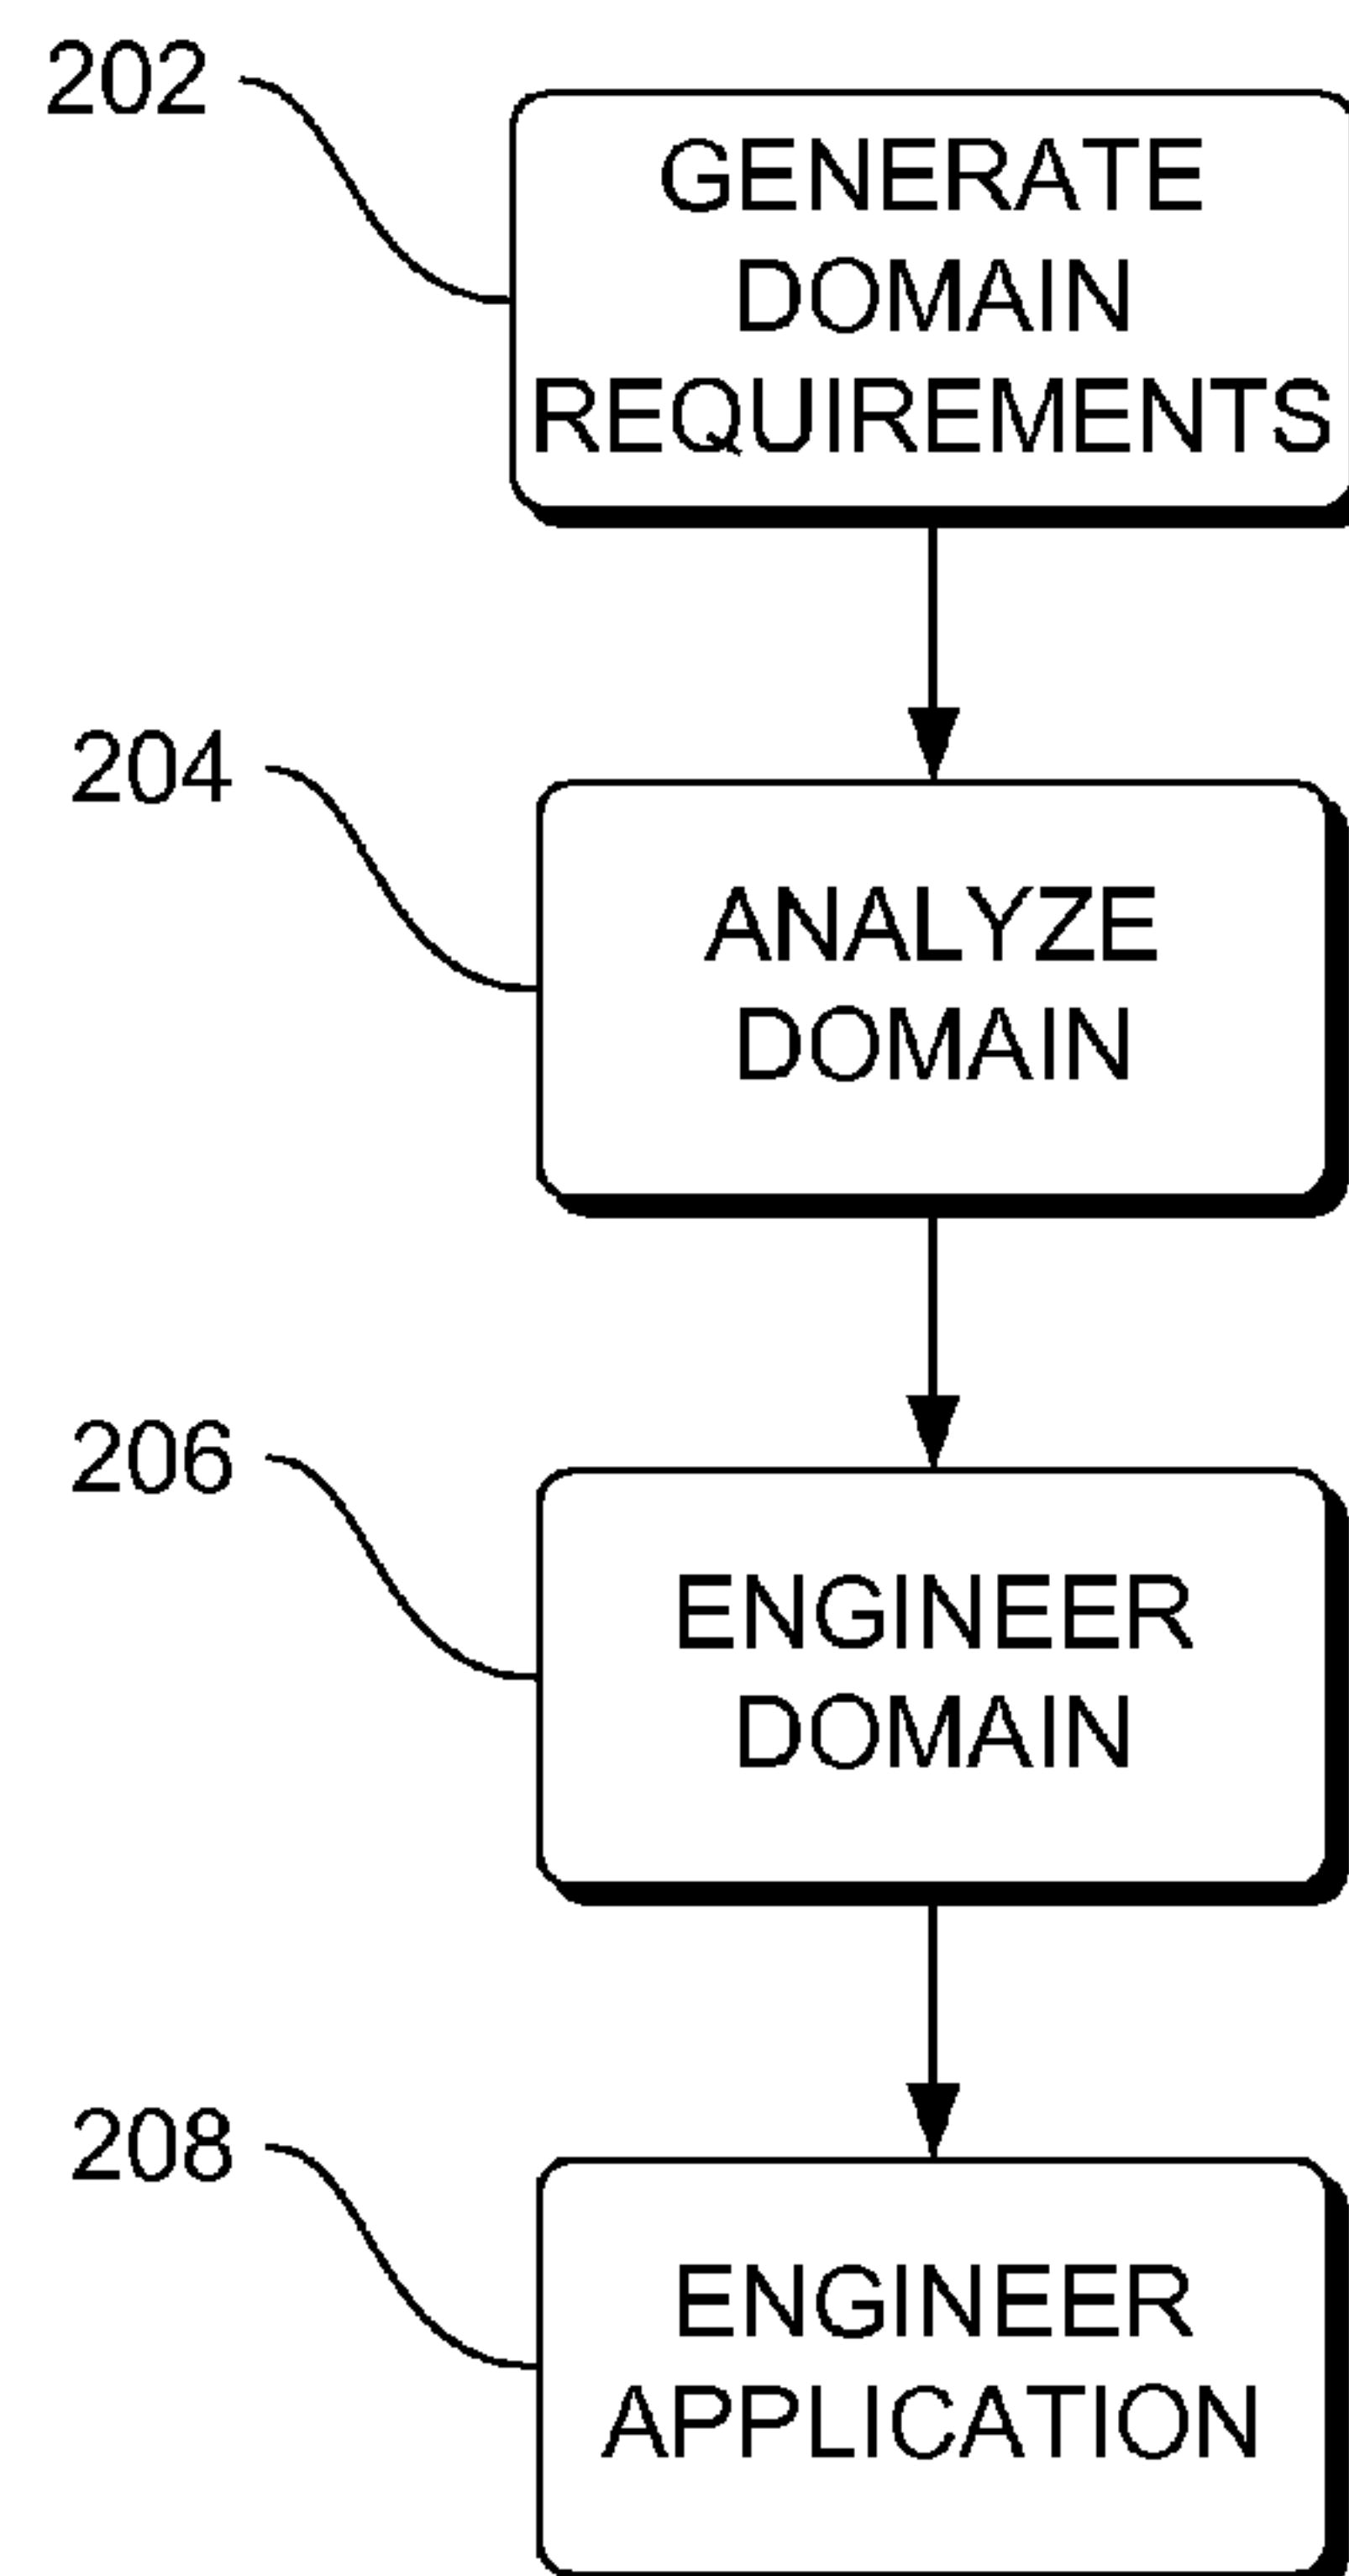 202
GENERATE
DOMAIN
REQUIREMENTS
204
ANALYZE
DOMAIN
206
ENGINEER
DOMAIN
208
ENGINEER
APPLICATION